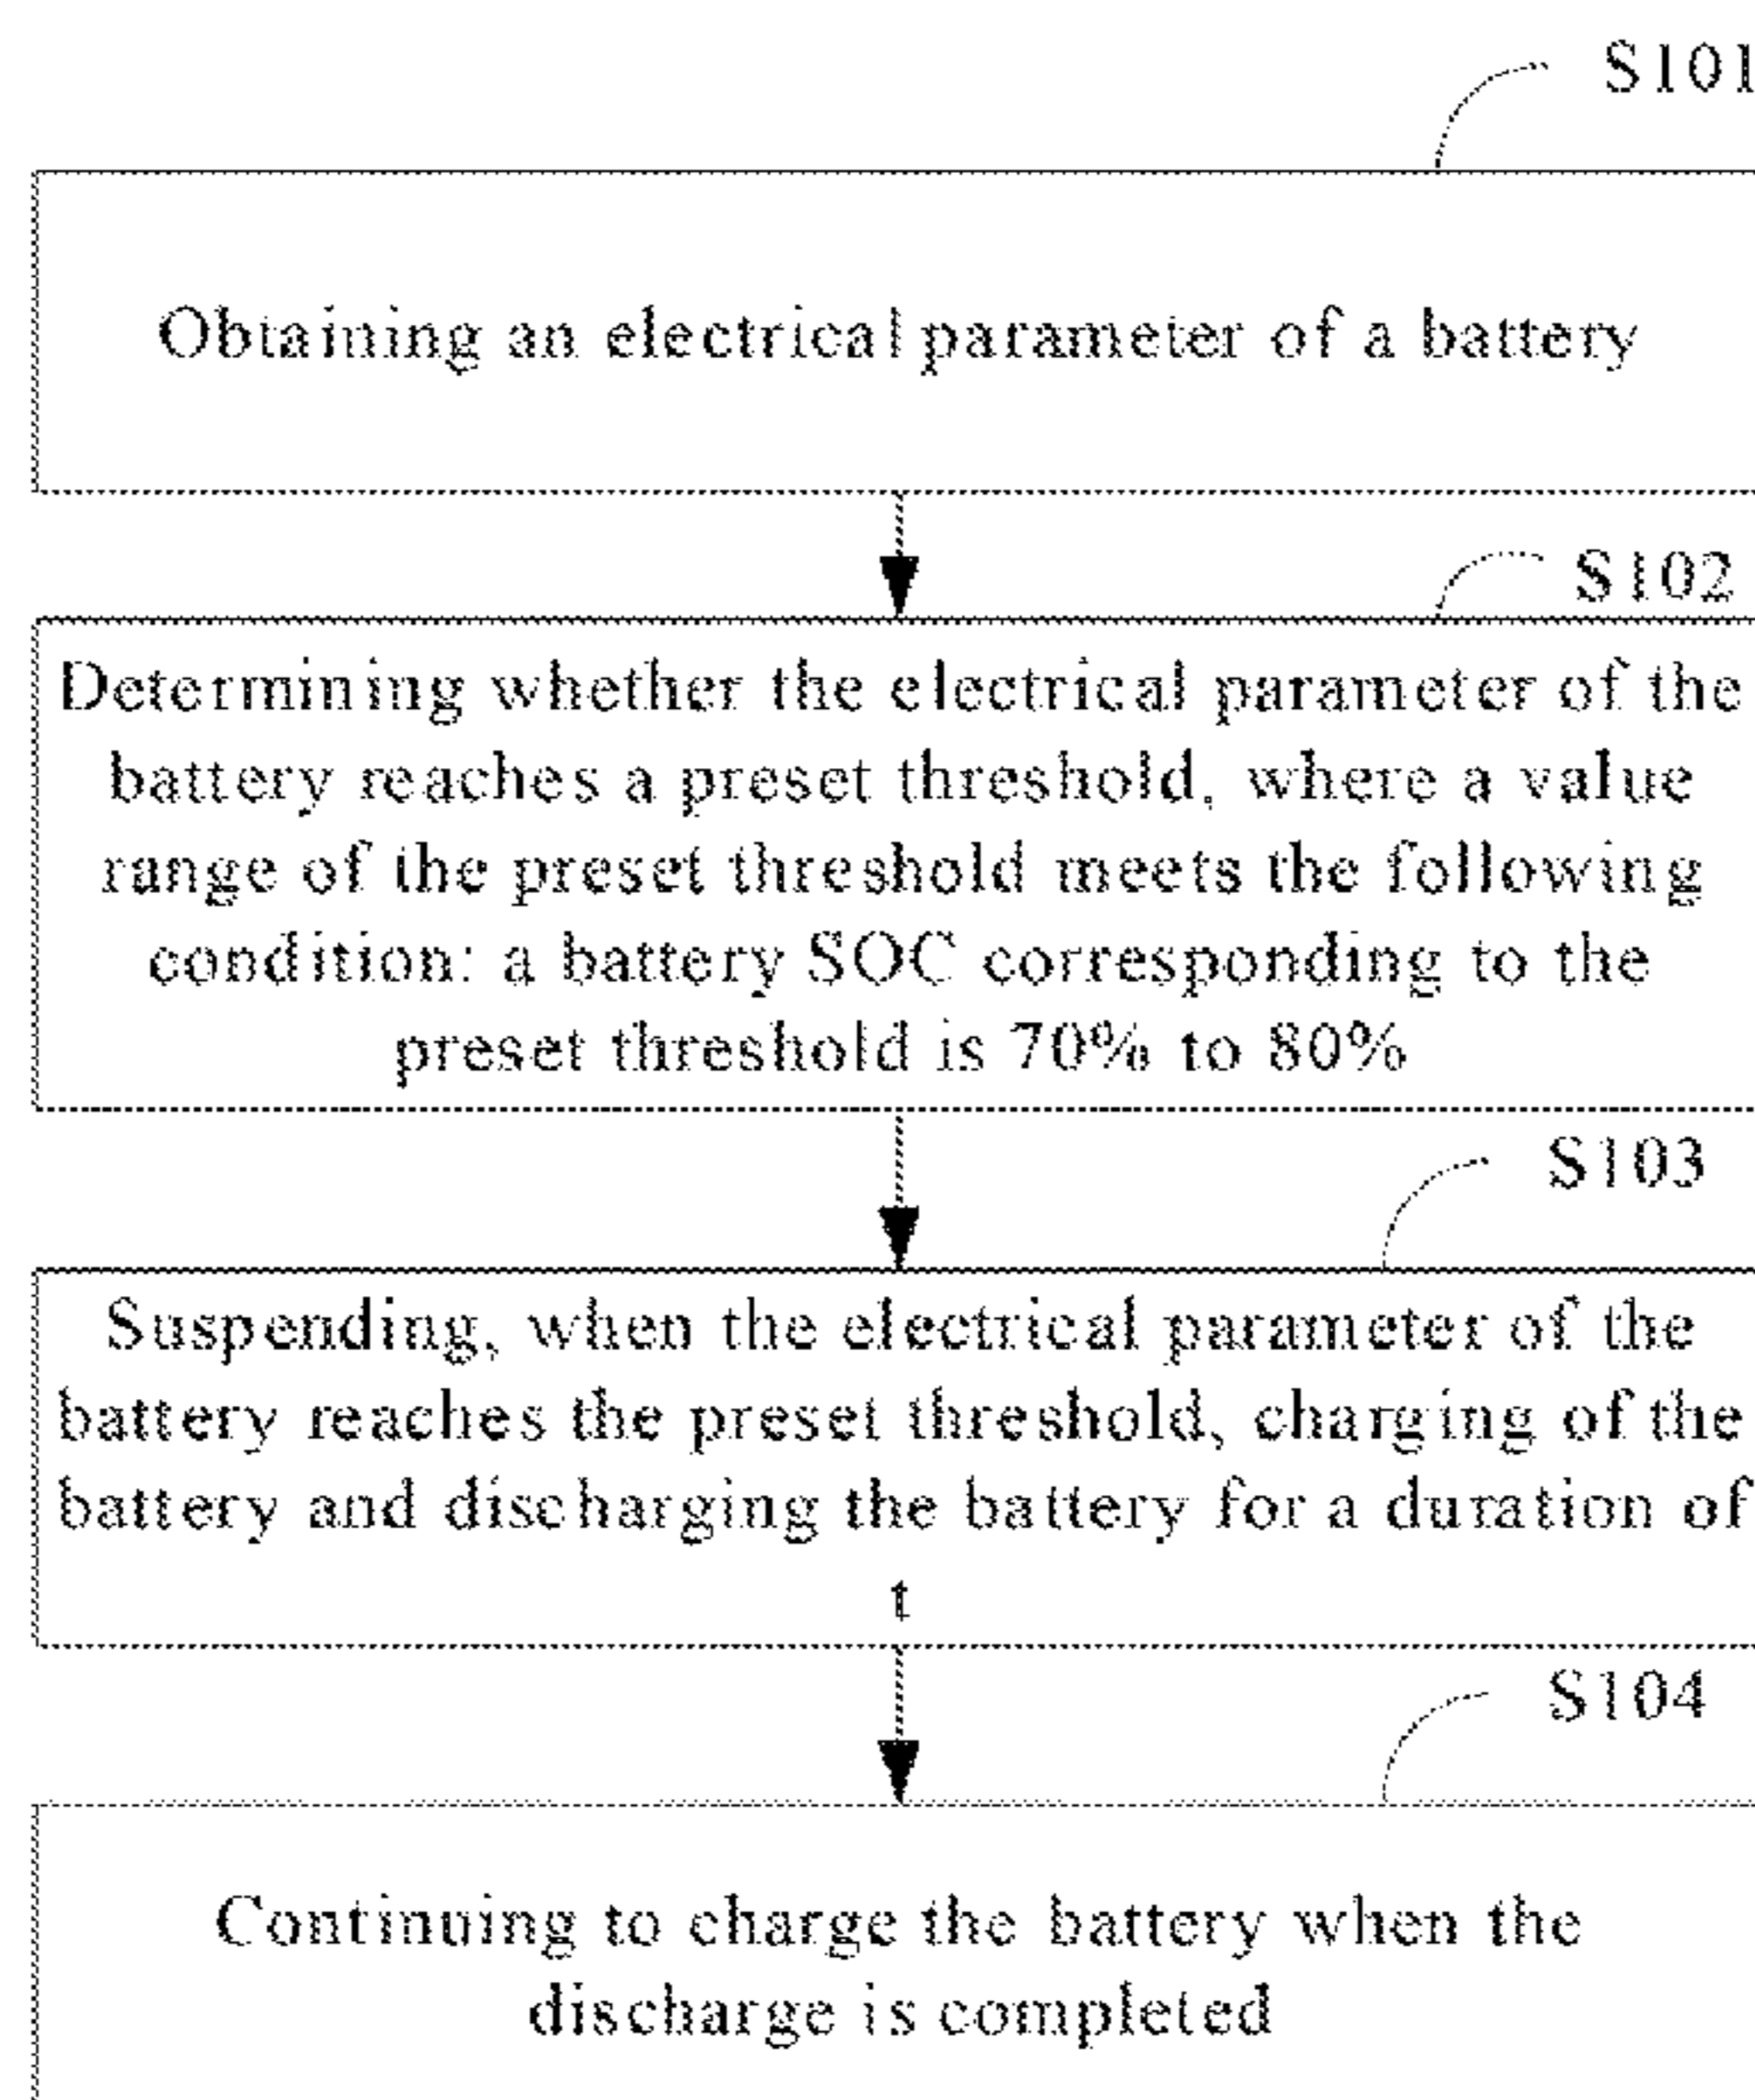 S101
Obtaining an electrical parameter of a battery
S102
Determining whether the electrical parameter of the
battery reaches a preset threshold, where a value
range of the preset threshold meets the following
condition: a battery SOC corresponding to the
preset threshold is 70% to 80%
S103
Suspending, when the electrical parameter of the
battery reaches the preset threshold, charging of the
battery and discharging the battery for a duration of
t
S104
Continuing to charge the battery when the
discharge is completed